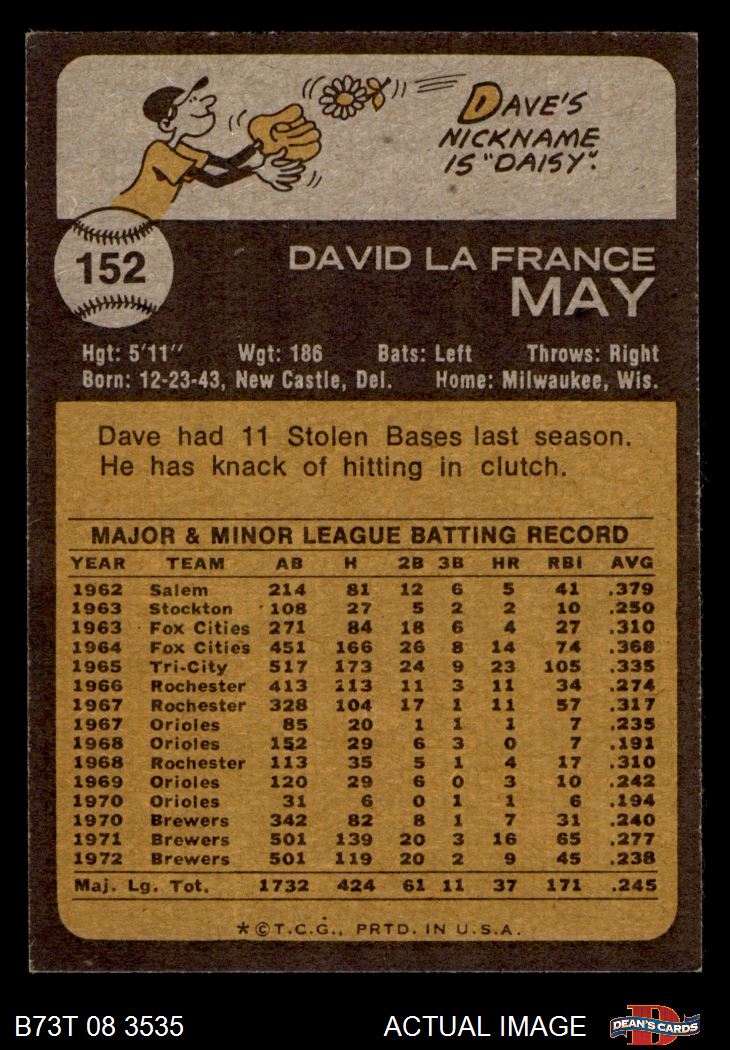 DAVE'S
NICKNAME
IS "DAISY".
152
DAVID LA FRANCE
MAY
Hgt: 5'11" Wgt: 186 Bats: Left Throws: Right
Born: 12-23-43, New Castle, Del. Home: Milwaukee, Wis.
Dave had 11 Stolen Bases last season.
He has knack of hitting in clutch.
MAJOR & MINOR LEAGUE BATTING RECORD
YEAR TEAM AB H 2B 3B HR RBI AVG
1962 Salem 214 81 12 6 5 41 .379
1963 Stockton 108 27 5 2 2 10 .250
1963 Fox Cities 271 84 18 6 4 27 .310
1964 Fox Cities 451 166 26 8 14 74 .368
1965 Tri-City 517 173 24 9 23 105 .335
1966 Rochester 413 113 11 3 11 34 .274
1967 Rochester 328 104 17 1 11 57 .317
1967 Orioles 85 20 1 1 1 7 .235
1968 Orioles 152 29 6 3 0 7 .191
1968 Rochester 113 35 5 1 4 17 .310
1969 Orioles 120 29 6 0 3 10 .242
1970 Orioles 31 6 0 1 1 6 .194
1970 Brewers 342 82 8 1 7 31 .240
1971 Brewers 501 139 20 3 16 65 .277
1972 Brewers 501 119 20 2 9 45 .238
Maj. Lg. Tot. 1732 424 61 11 37 171 .245
*©T.C.G., PRTD. IN U.S.A.
B73T 08 3535 ACTUAL IMAGE DEAN'S CARDS